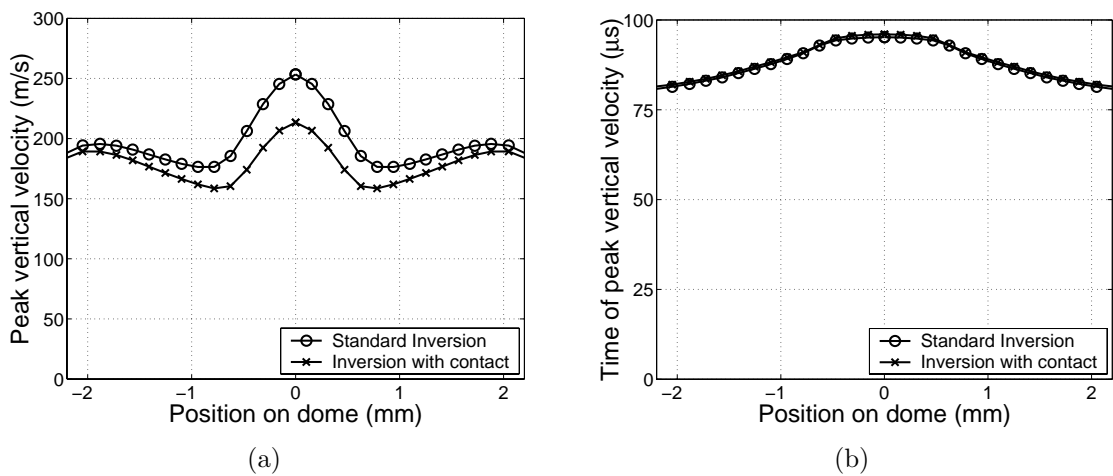 Peak vertical velocity (m/s)
300
250
200
150
100
50
0
−2
−1
0
1
2
Position on dome (mm)
Standard Inversion
Inversion with contact
(a)
Time of peak vertical velocity (μs)
100
75
50
25
0
−2
−1
0
1
2
Position on dome (mm)
Standard Inversion
Inversion with contact
(b)